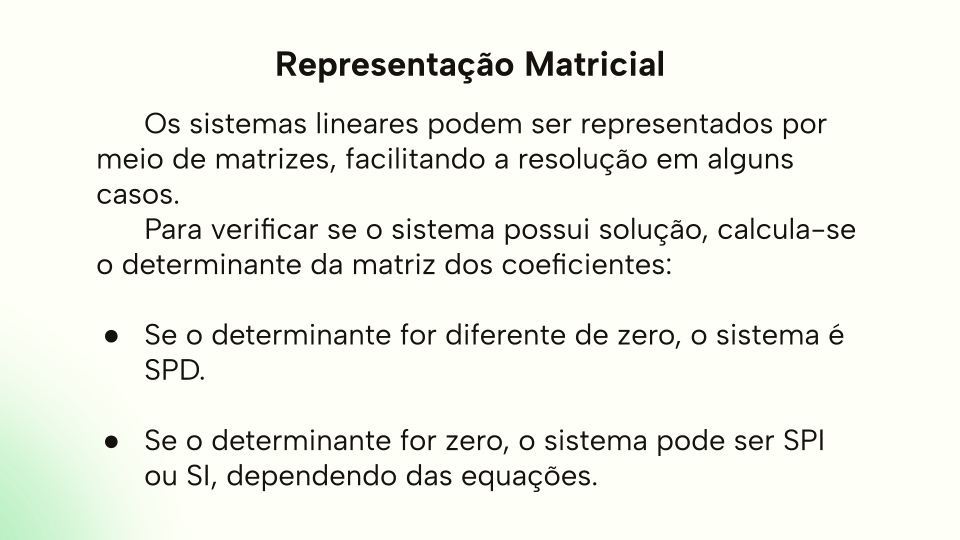 Representação Matricial
Os sistemas lineares podem ser representados por
meio de matrizes, facilitando a resolução em alguns
casos.
Para verificar se o sistema possui solução, calcula-se
o determinante da matriz dos coeficientes:
● Se o determinante for diferente de zero, o sistema é
SPD.
● Se o determinante for zero, o sistema pode ser SPI
ou SI, dependendo das equações.